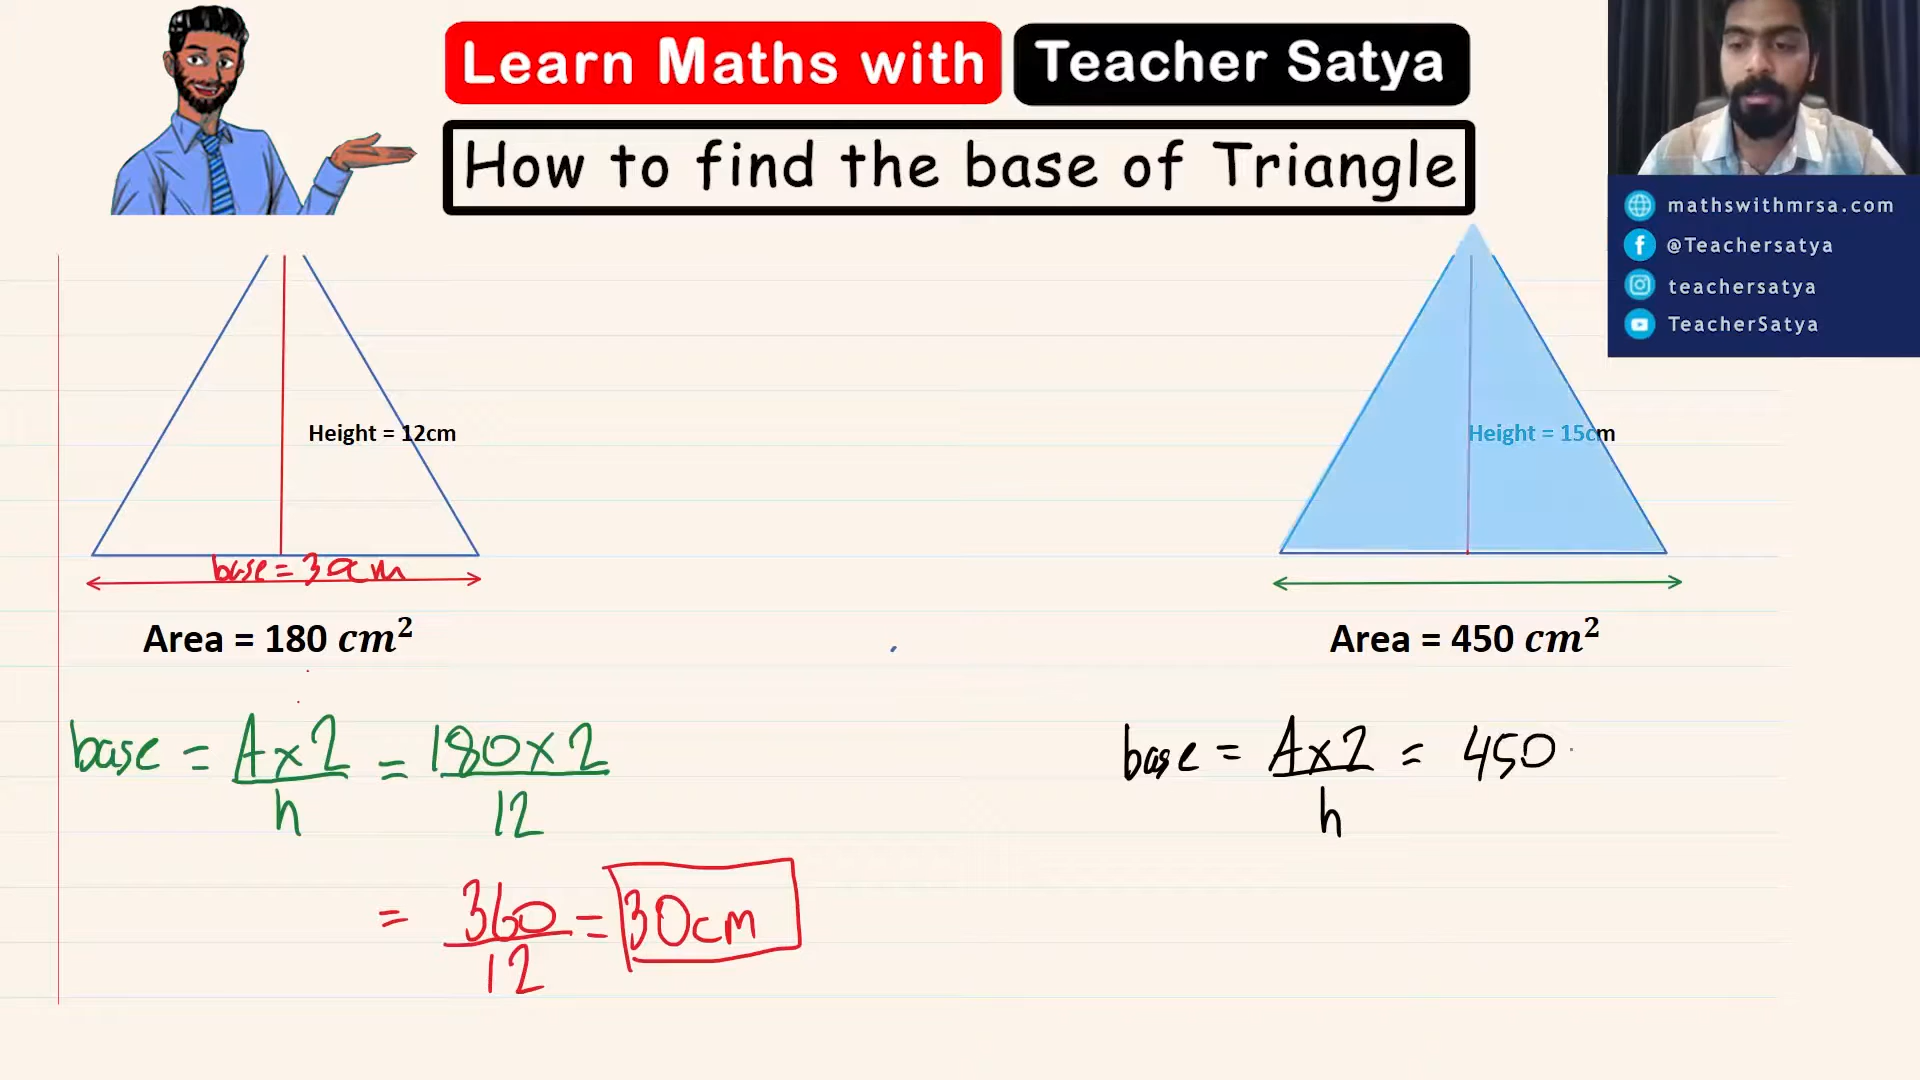 Learn Maths with Teacher Satya
How to find the base of Triangle
mathswithmrsa.com
@Teachersatya
teachersatya
TeacherSatya
Height = 12cm
base = 30cm
Area = 180 cm²
base = A x 2 / h = 180 x 2 / 12
= 360 / 12 = 30cm
Height = 15cm
Area = 450 cm²
base = A x 2 / h = 450